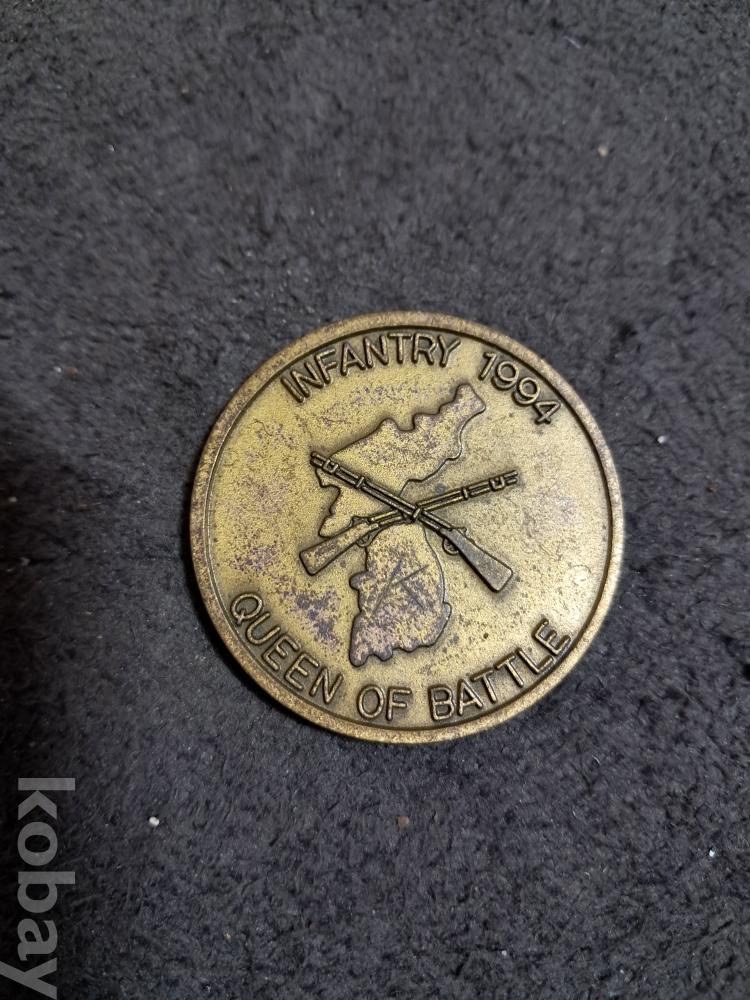 INFANTRY 1994
QUEEN OF BATTLE
kobay